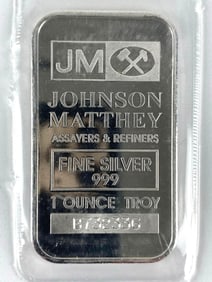 JM
JOHNSON
MATTHEY
ASSAYERS & REFINERS
FINE SILVER
999
1 OUNCE TROY